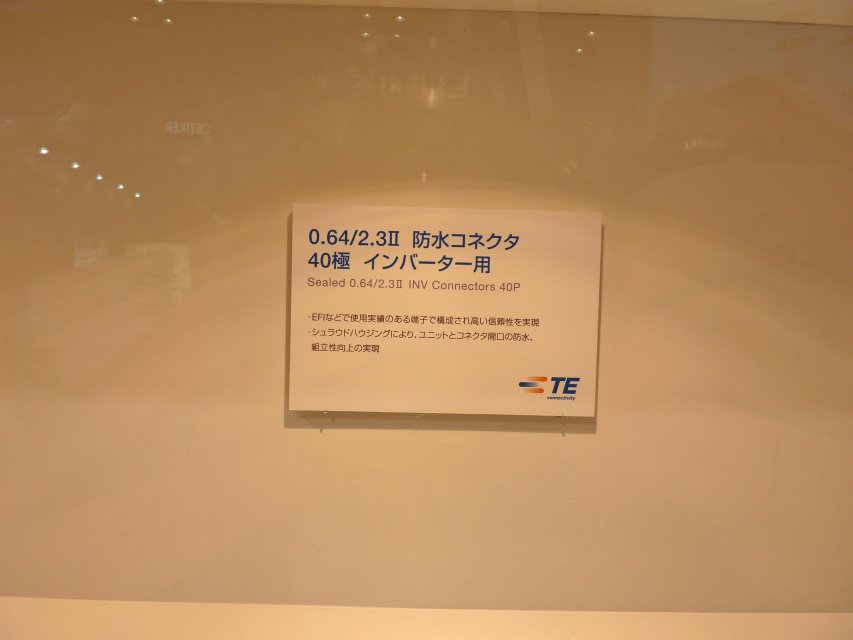 0.64/2.3Ⅱ 防水コネクタ
40極 インバーター用
Sealed 0.64/2.3Ⅱ INV Connectors 40P
・EFIなどで使用実績のある端子で構成され高い信頼性を実現
・シュラウドハウジングにより、ユニットとコネクタ間口の防水、
組立性向上の実現
TE
connectivity
OETIKER